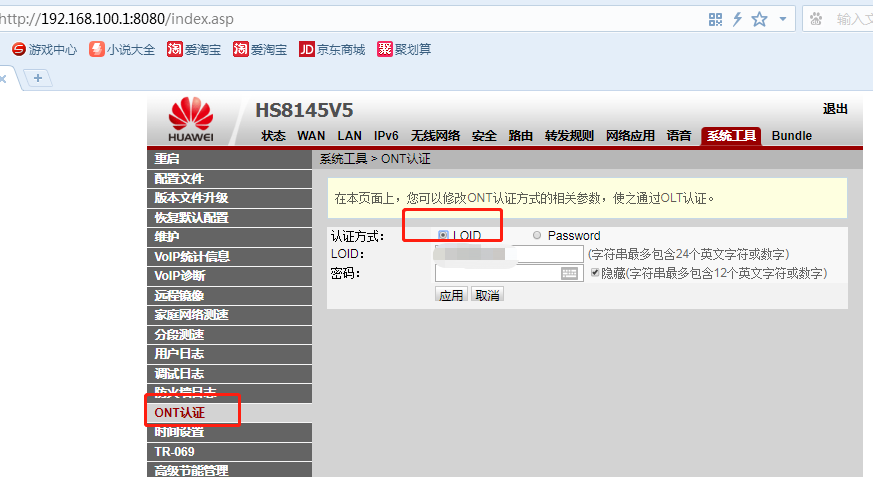 http://192.168.100.1:8080/index.asp
输入文
游戏中心 小说大全 淘 爱淘宝 淘 爱淘宝 JD 京东商城 聚 聚划算
HS8145V5
退出
HUAWEI
状态 WAN LAN IPv6 无线网络 安全 路由 转发规则 网络应用 语音 系统工具 Bundle
重启
系统工具 > ONT认证
配置文件
版本文件升级
在本页面上，您可以修改ONT认证方式的相关参数，使之通过OLT认证。
恢复默认配置
维护
认证方式： LOID Password
VoIP统计信息
LOID: (字符串最多包含24个英文字符或数字)
VoIP诊断
密码： 隐藏(字符串最多包含12个英文字符或数字)
远程镜像
应用 取消
家庭网络测速
分段测速
用户日志
调试日志
防火墙日志
ONT认证
时间设置
TR-069
高级节能管理